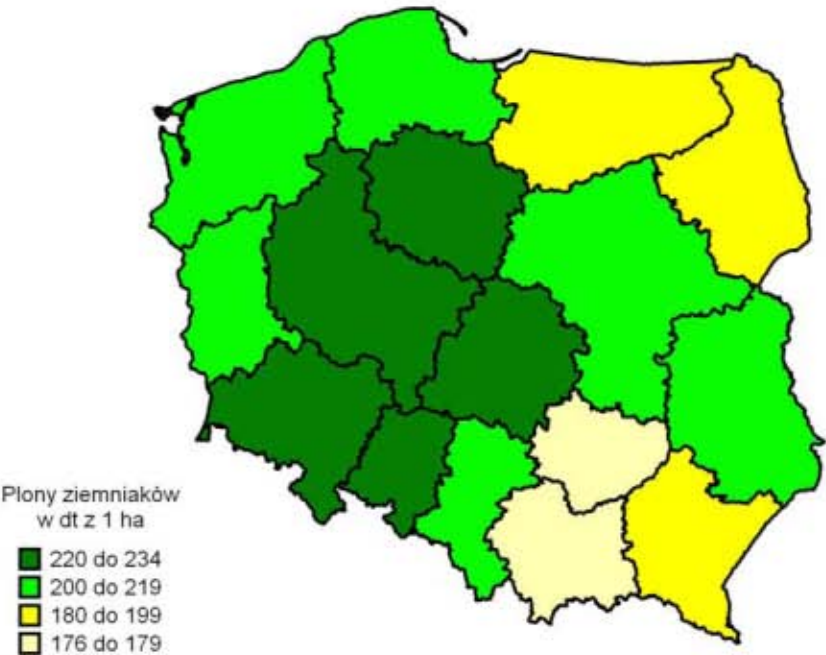 Plony ziemniaków
w dt z 1 ha
220 do 234
200 do 219
180 do 199
176 do 179